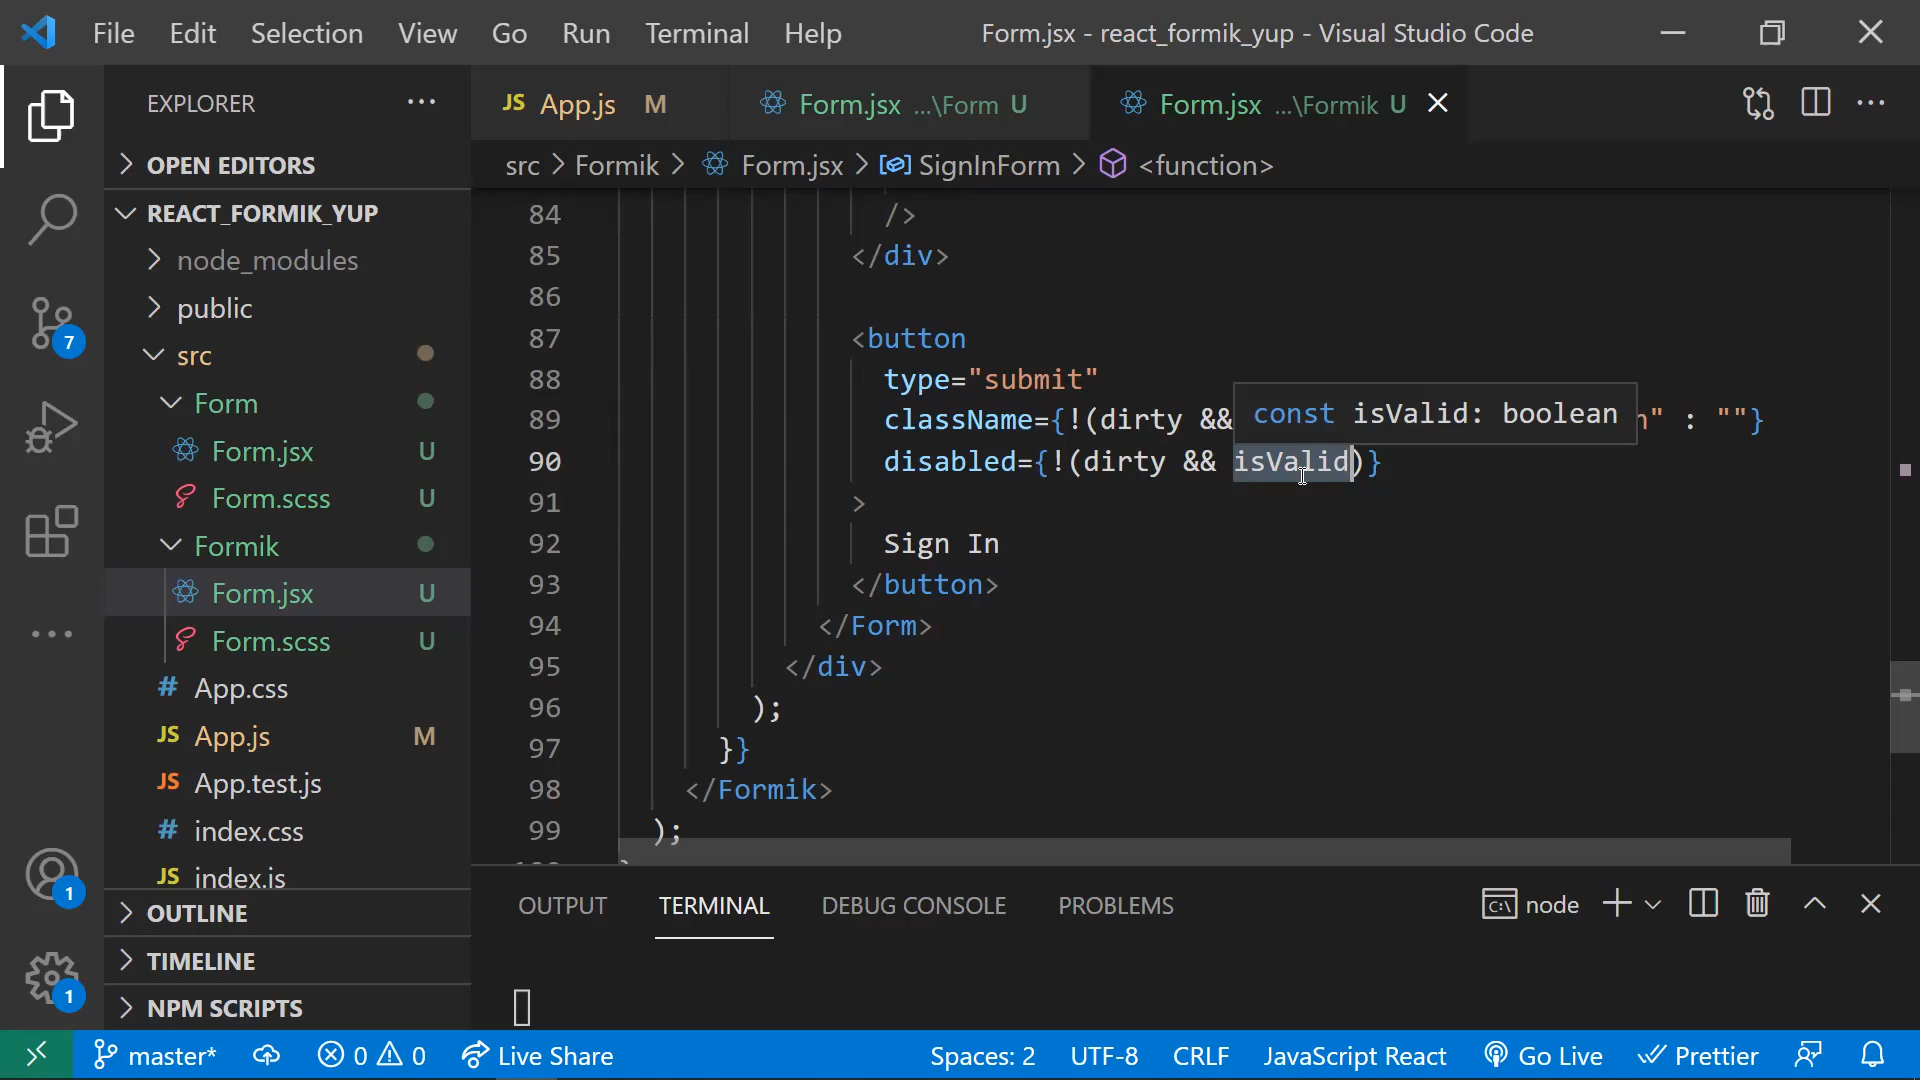 File Edit Selection View Go Run Terminal Help
Form.jsx - react_formik_yup - Visual Studio Code
EXPLORER
JS App.js M
Form.jsx ...\Form U
Form.jsx ...\Formik U
OPEN EDITORS
src > Formik > Form.jsx > SignInForm > <function>
REACT_FORMIK_YUP
node_modules
public
src
Form
Form.jsx U
Form.scss U
Formik
Form.jsx U
Form.scss U
# App.css
JS App.js M
JS App.test.js
# index.css
JS index.js
OUTLINE
TIMELINE
NPM SCRIPTS
7
1
1
84 />
85 </div>
86
87 <button
88 type="submit"
89 className={!(dirty && " : ""}
const isValid: boolean
90 disabled={!(dirty && isValid)}
91 >
92 Sign In
93 </button>
94 </Form>
95 </div>
96 );
97 }}
98 </Formik>
99 );
OUTPUT TERMINAL DEBUG CONSOLE PROBLEMS
node
master* 0 0 Live Share
Spaces: 2 UTF-8 CRLF JavaScript React Go Live Prettier